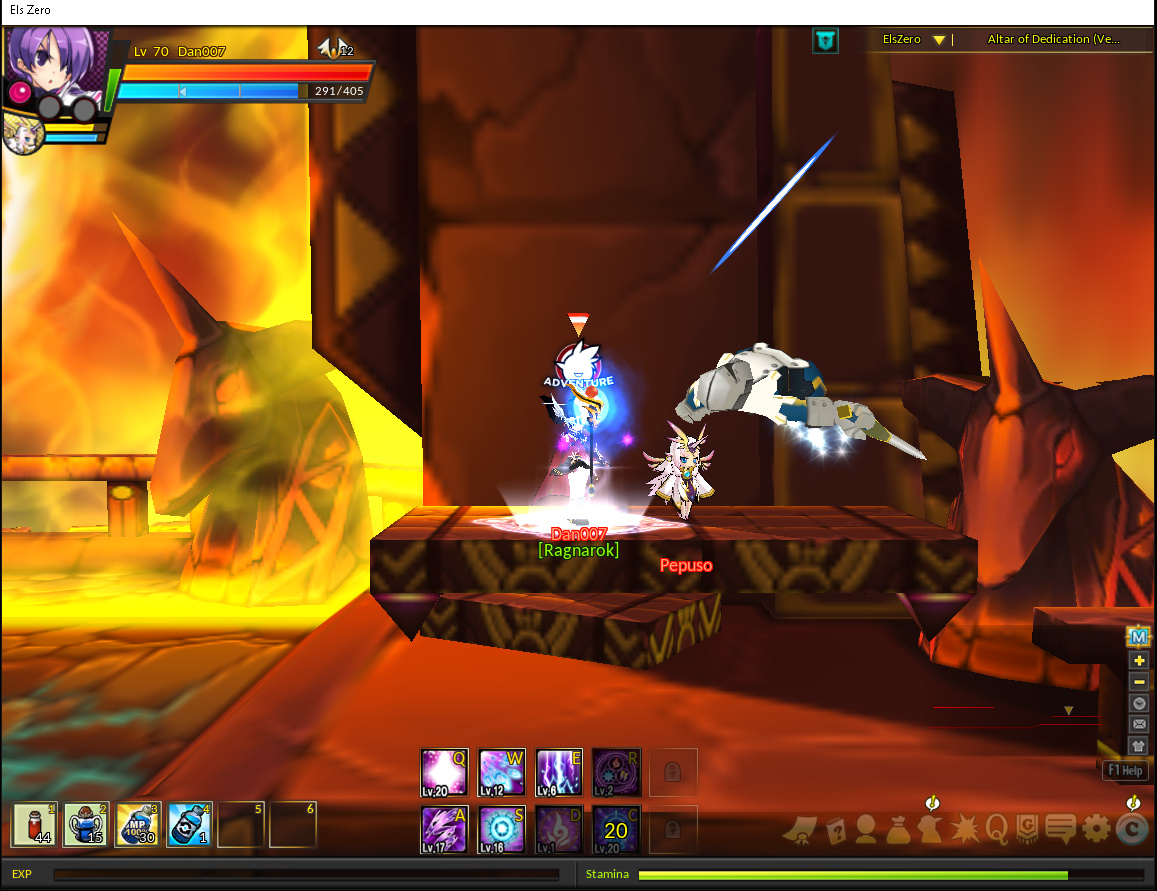 Els Zero
Lv 70 Dan007
12
ElsZero
Altar of Dedication (Ve...
291/405
ADVENTURE
Dan007
[Ragnarok]
Pepuso
M
F1 Help
Q
Lv,20
W
Lv,12
E
Lv,6
R
Lv,2
1
44
2
15
3
MP
100%
30
4
1
5
6
A
Lv,17
S
Lv,16
D
Lv,1
C
20
Lv,20
EXP
Stamina